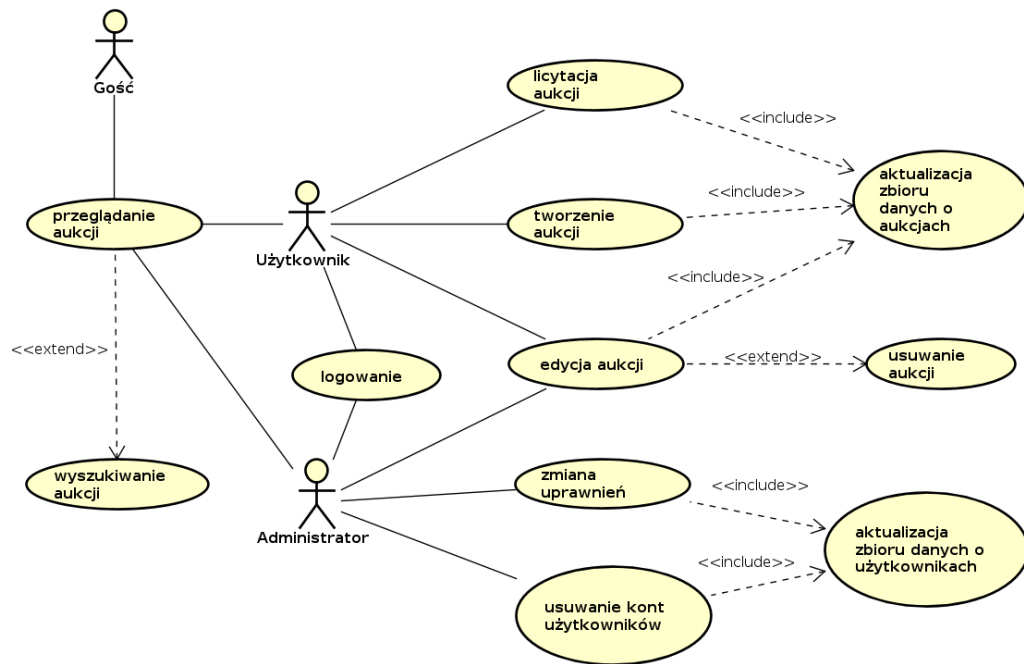 Gość
licytacja
aukcji
<<include>>
aktualizacja
zbioru
danych o
aukcjach
przeglądanie
aukcji
Użytkownik
tworzenie
aukcji
<<include>>
<<include>>
<<extend>>
logowanie
edycja aukcji
<<extend>>
usuwanie
aukcji
wyszukiwanie
aukcji
Administrator
zmiana
uprawnień
<<include>>
aktualizacja
zbioru danych o
użytkownikach
<<include>>
usuwanie kont
użytkowników